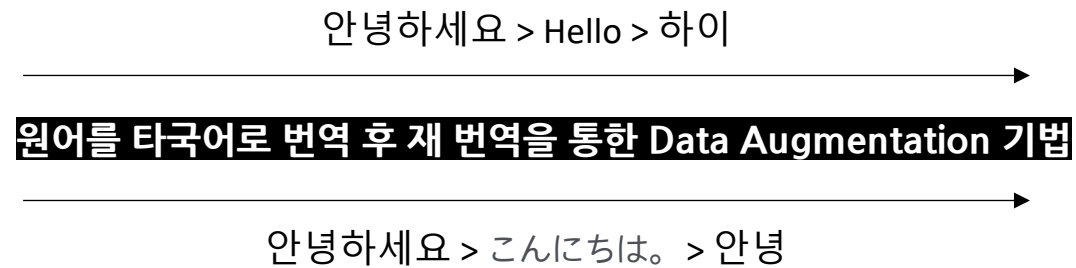 안녕하세요 > Hello > 하이
원어를 타국어로 번역 후 재 번역을 통한 Data Augmentation 기법
안녕하세요 > こんにちは。 > 안녕